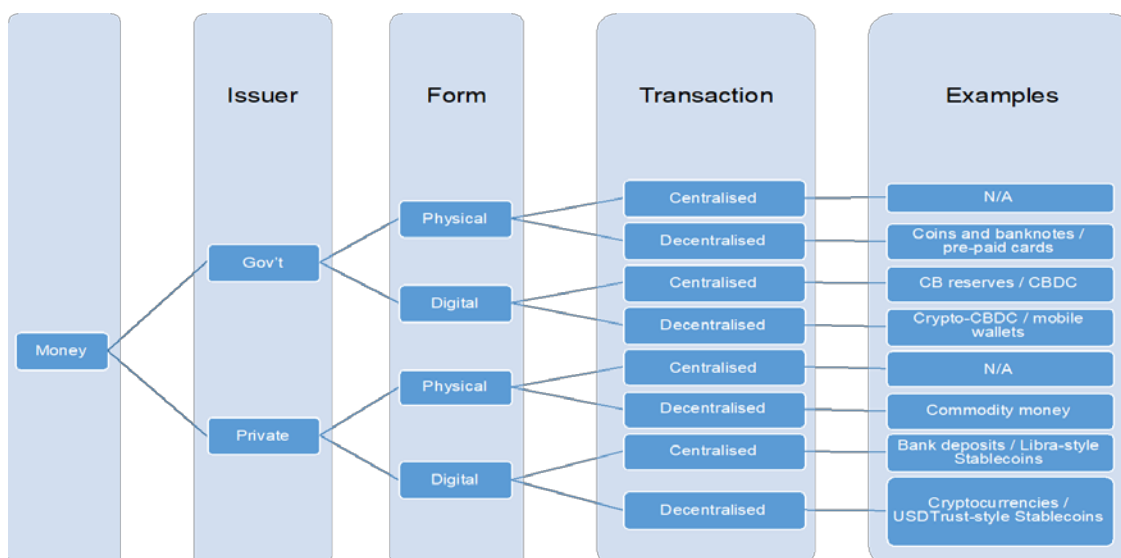 Issuer
Form
Transaction
Examples
Money
Gov't
Private
Physical
Digital
Physical
Digital
Centralised
Decentralised
Centralised
Decentralised
Centralised
Decentralised
Centralised
Decentralised
N/A
Coins and banknotes /
pre-paid cards
CB reserves / CBDC
Crypto-CBDC / mobile
wallets
N/A
Commodity money
Bank deposits / Libra-style
Stablecoins
Cryptocurrencies /
USDTrust-style Stablecoins